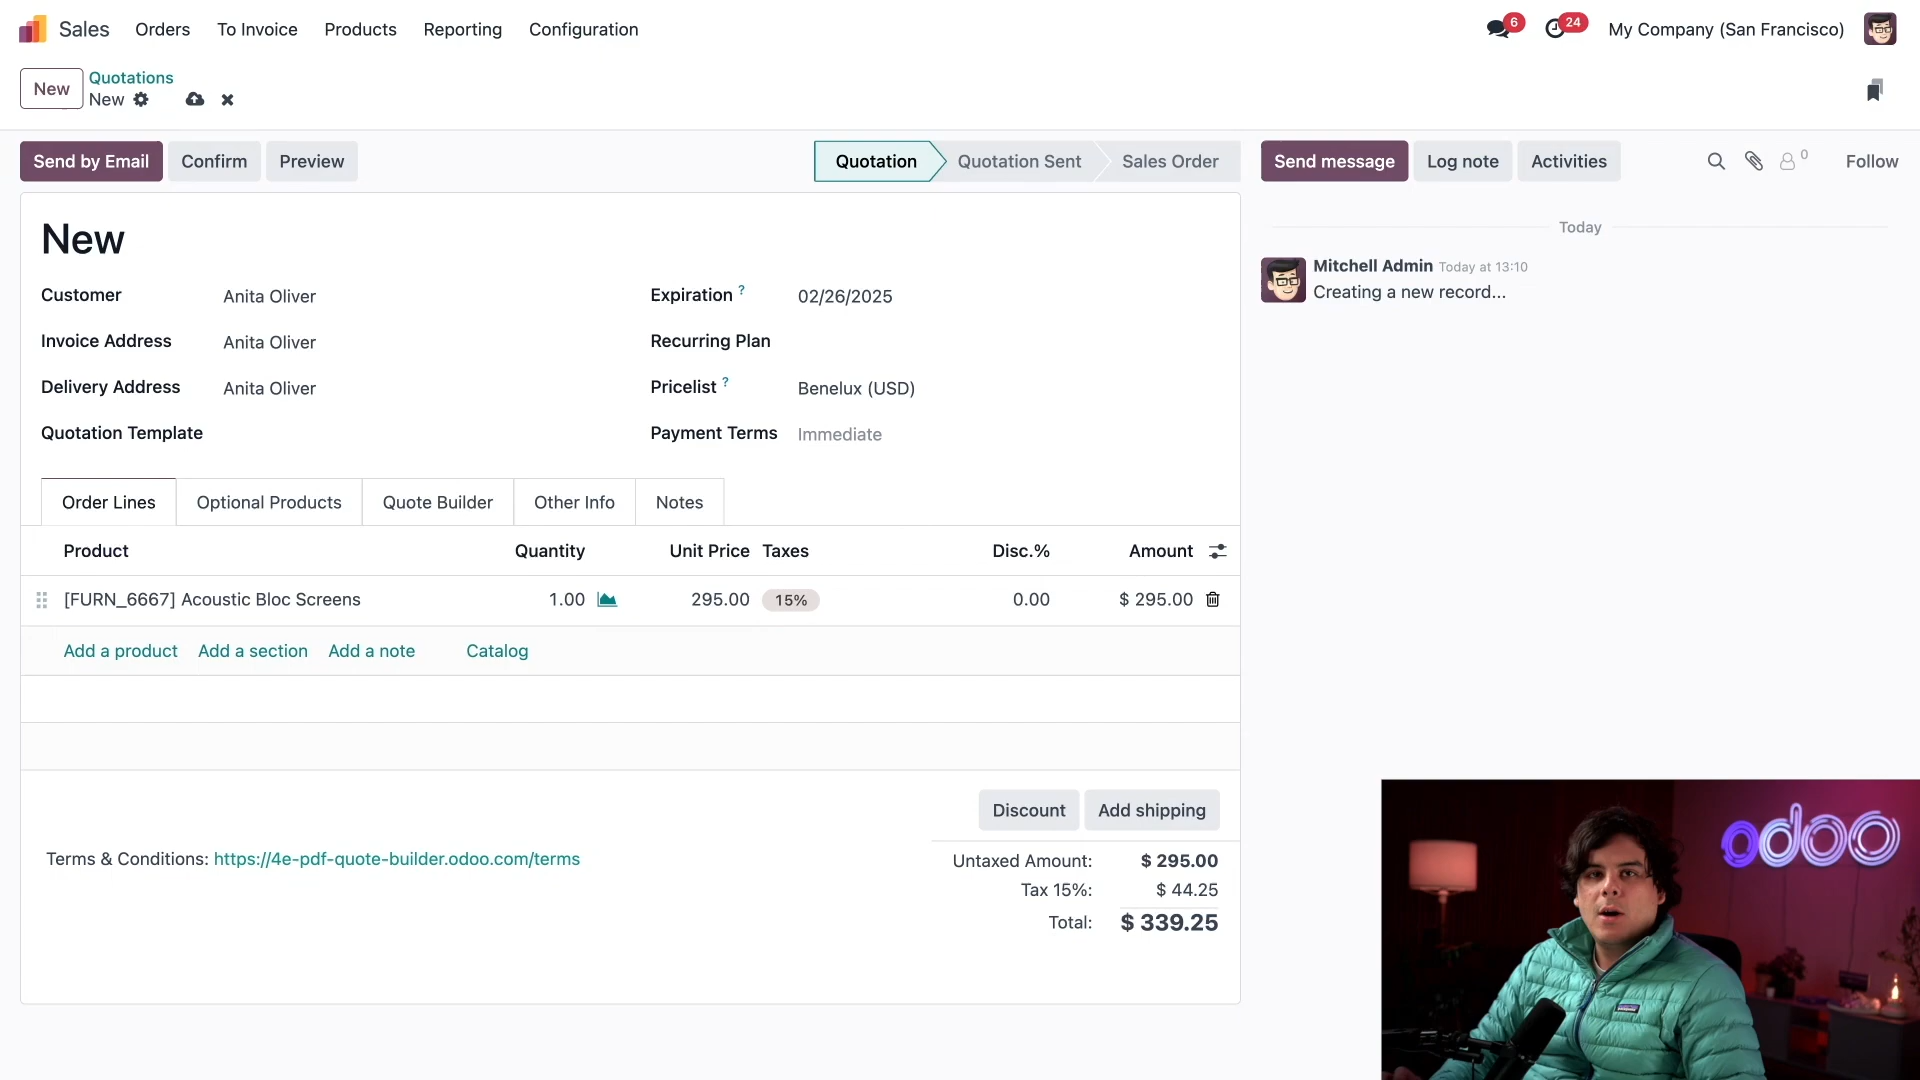 Sales Orders To Invoice Products Reporting Configuration 6 24 My Company (San Francisco)
New Quotations
New
Send by Email Confirm Preview Quotation Quotation Sent Sales Order Send message Log note Activities 0 Follow
New
Today
Mitchell Admin Today at 13:10
Creating a new record...
Customer Anita Oliver Expiration ? 02/26/2025
Invoice Address Anita Oliver Recurring Plan
Delivery Address Anita Oliver Pricelist ? Benelux (USD)
Quotation Template Payment Terms Immediate
Order Lines Optional Products Quote Builder Other Info Notes
Product Quantity Unit Price Taxes Disc.% Amount
[FURN_6667] Acoustic Bloc Screens 1.00 295.00 15% 0.00 $ 295.00
Add a product Add a section Add a note Catalog
Discount Add shipping
Terms & Conditions: https://4e-pdf-quote-builder.odoo.com/terms
Untaxed Amount: $ 295.00
Tax 15%: $ 44.25
Total: $ 339.25
odoo